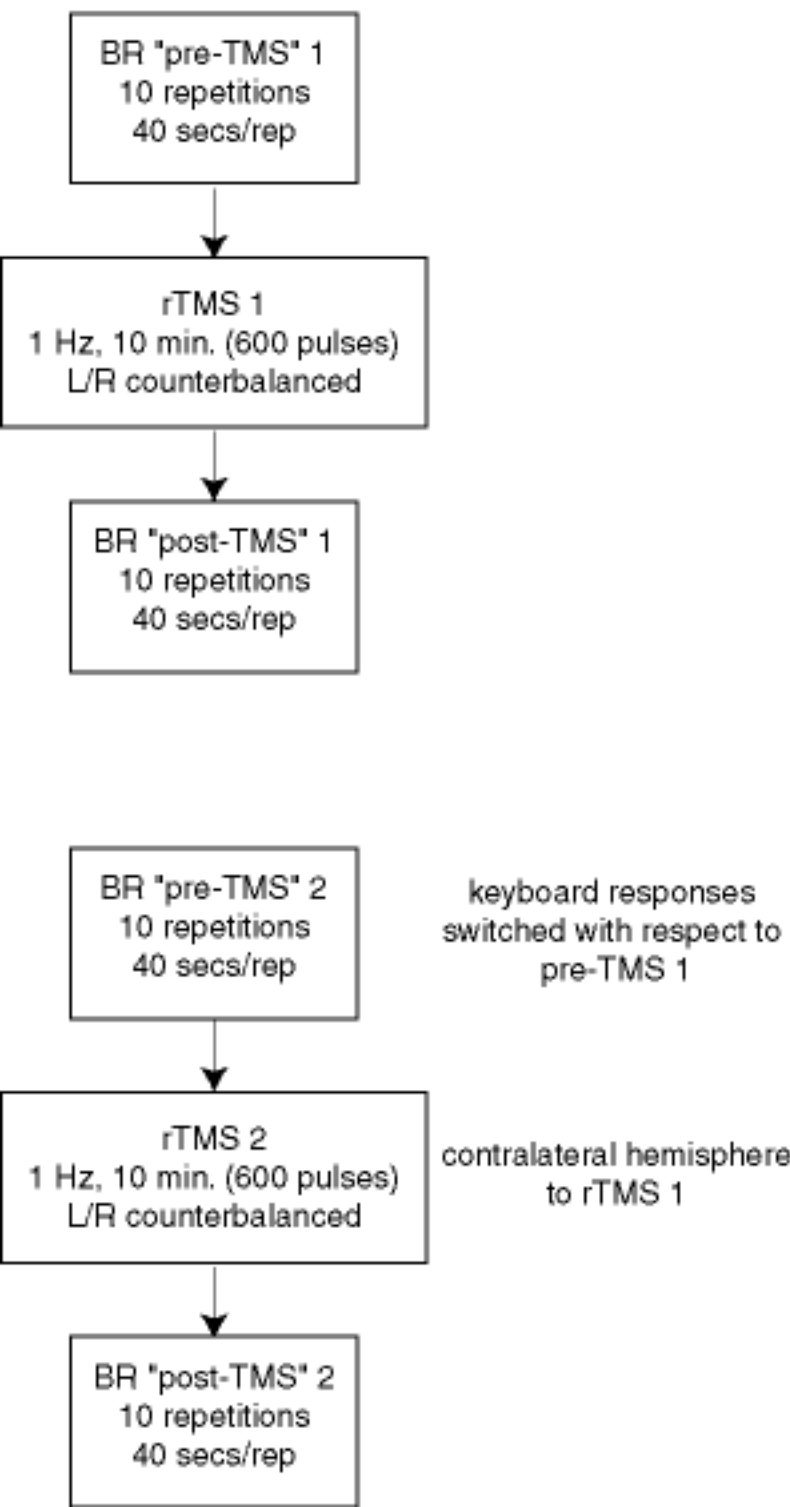 BR "pre-TMS" 1
10 repetitions
40 secs/rep
rTMS 1
1 Hz, 10 min. (600 pulses)
L/R counterbalanced
BR "post-TMS" 1
10 repetitions
40 secs/rep
BR "pre-TMS" 2
10 repetitions
40 secs/rep
keyboard responses
switched with respect to
pre-TMS 1
rTMS 2
1 Hz, 10 min. (600 pulses)
L/R counterbalanced
contralateral hemisphere
to rTMS 1
BR "post-TMS" 2
10 repetitions
40 secs/rep